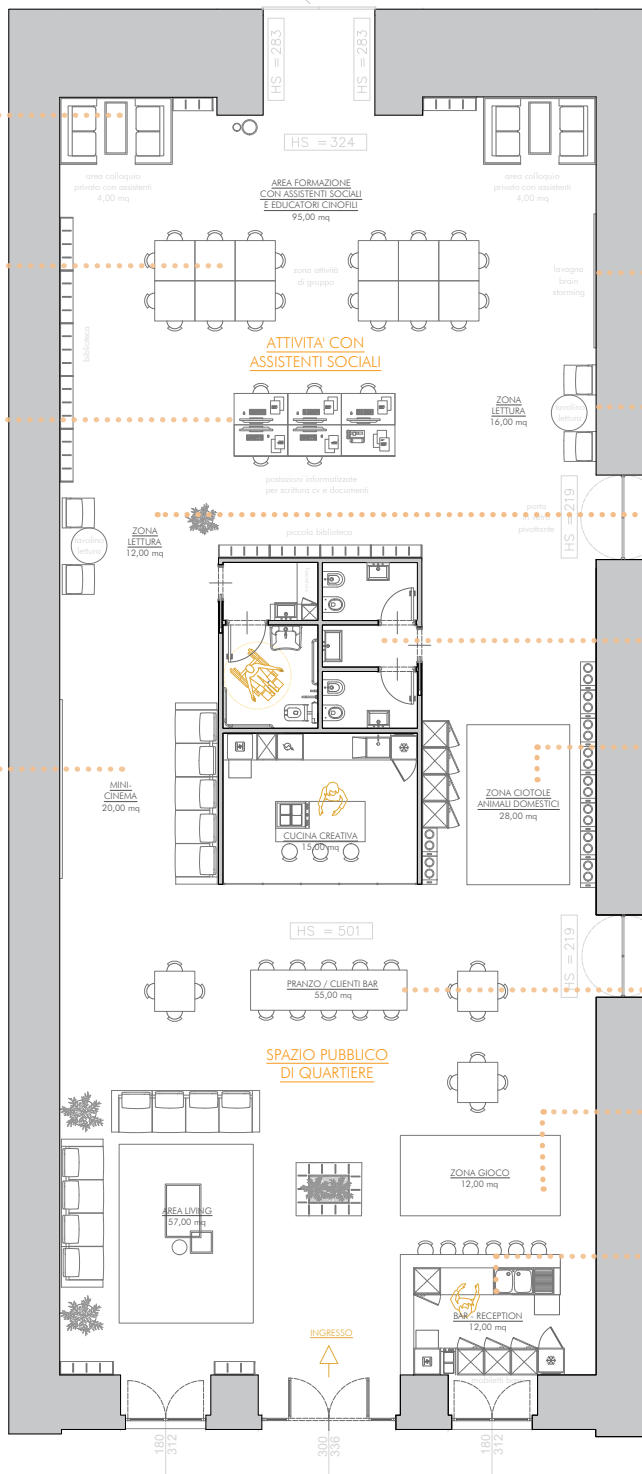 HS = 283
HS = 283
HS = 324
area colloquio
privato con assistenti
4,00 mq
area colloquio
privato con assistenti
4,00 mq
AREA FORMAZIONE
CON ASSISTENTI SOCIALI
E EDUCATORI CINOFILI
95,00 mq
zona attività
di gruppo
lavagna
brain
storming
biblioteca
ATTIVITA' CON
ASSISTENTI SOCIALI
ZONA
LETTURA
16,00 mq
tavolino
lettura
postazioni informatizzate
per scrittura cv e documenti
porta
vetro
pivottante
HS = 219
ZONA
LETTURA
12,00 mq
tavolino
lettura
piccola biblioteca
MINI-
CINEMA
20,00 mq
CUCINA CREATIVA
15,00 mq
ZONA CIOTOLE
ANIMALI DOMESTICI
28,00 mq
HS = 501
HS = 219
PRANZO / CLIENTI BAR
55,00 mq
SPAZIO PUBBLICO
DI QUARTIERE
ZONA GIOCO
12,00 mq
AREA LIVING
57,00 mq
BAR - RECEPTION
12,00 mq
INGRESSO
mobiletti bar
180
312
300
336
180
312